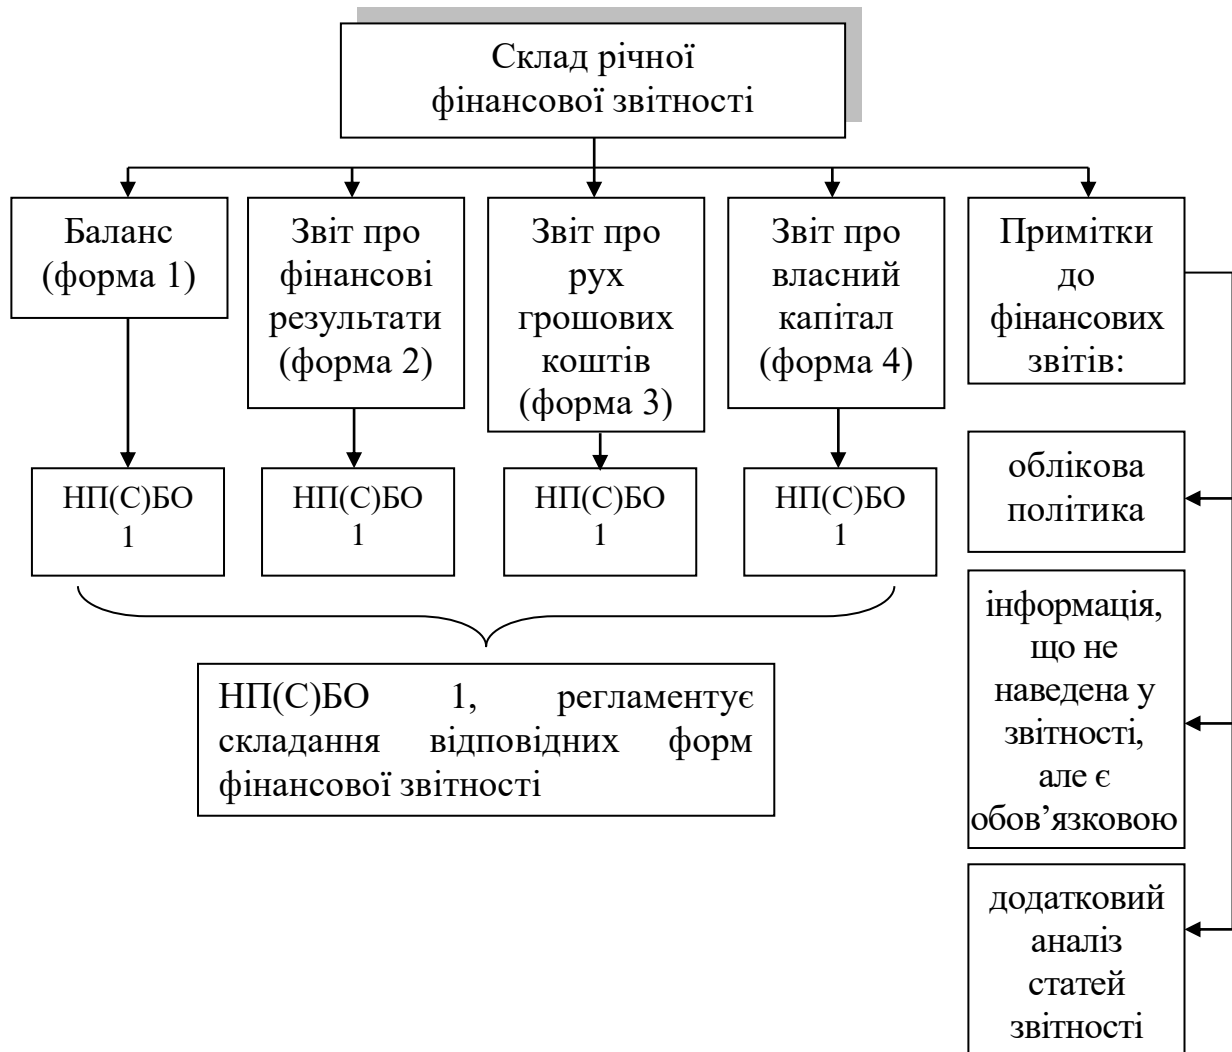 Склад річної
фінансової звітності
Баланс
(форма 1)
Звіт про
фінансові
результати
(форма 2)
Звіт про
рух
грошових
коштів
(форма 3)
Звіт про
власний
капітал
(форма 4)
Примітки
до
фінансових
звітів:
НП(С)БО
1
НП(С)БО
1
НП(С)БО
1
НП(С)БО
1
НП(С)БО 1, регламентує
складання відповідних форм
фінансової звітності
облікова
політика
інформація,
що не
наведена у
звітності,
але є
обов’язковою
додатковий
аналіз
статей
звітності